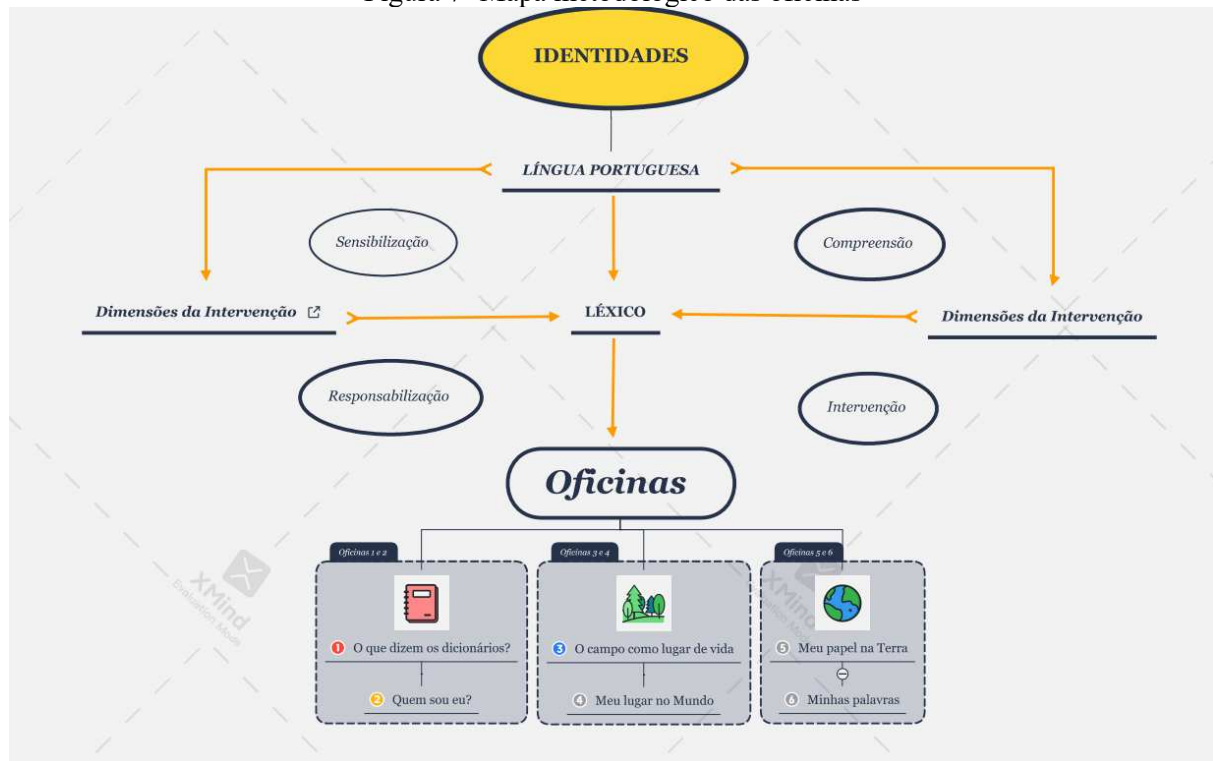 Figura 7- Mapa metodológico das oficinas
IDENTIDADES
LÍNGUA PORTUGUESA
Sensibilização
Compreensão
Dimensões da Intervenção
LÉXICO
Dimensões da Intervenção
Responsabilização
Intervenção
Oficinas
Oficinas 1 e 2
Oficinas 3 e 4
Oficinas 5 e 6
XMind
Evaluation Mode
XMind
Evaluation Mode
1 O que dizem os dicionários?
3 O campo como lugar de vida
5 Meu papel na Terra
2 Quem sou eu?
4 Meu lugar no Mundo
6 Minhas palavras